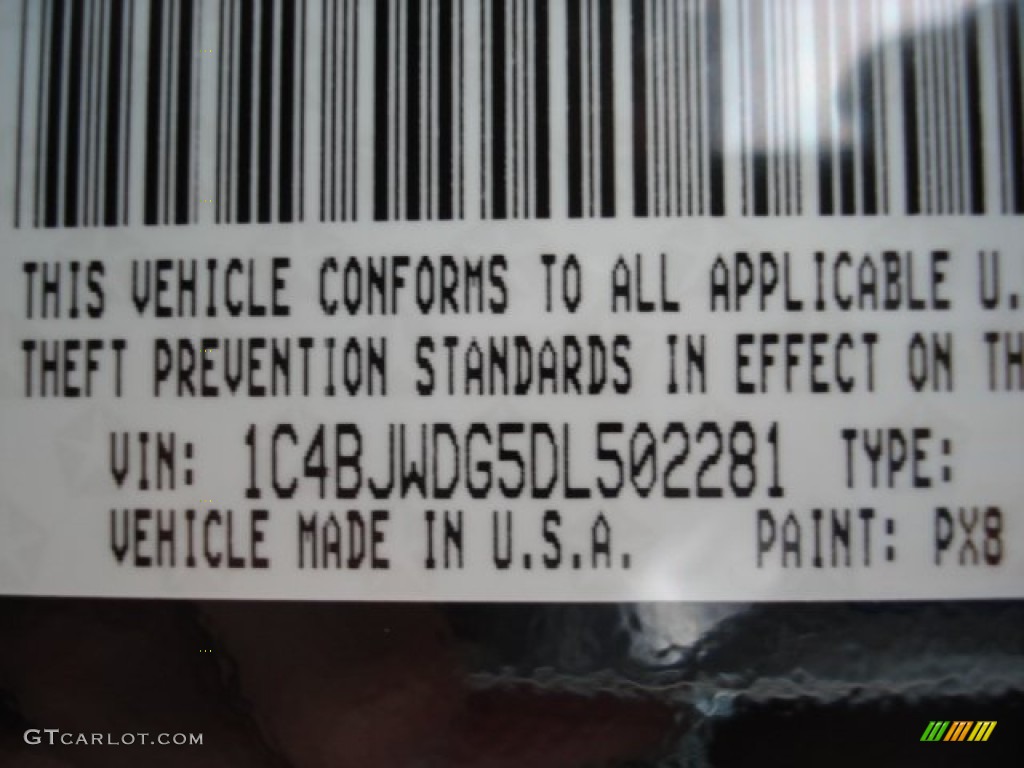 THIS VEHICLE CONFORMS TO ALL APPLICABLE U.
THEFT PREVENTION STANDARDS IN EFFECT ON TH
VIN: 1C4BJWDG5DL502281 TYPE:
VEHICLE MADE IN U.S.A. PAINT: PX8
GTCARLOT.COM